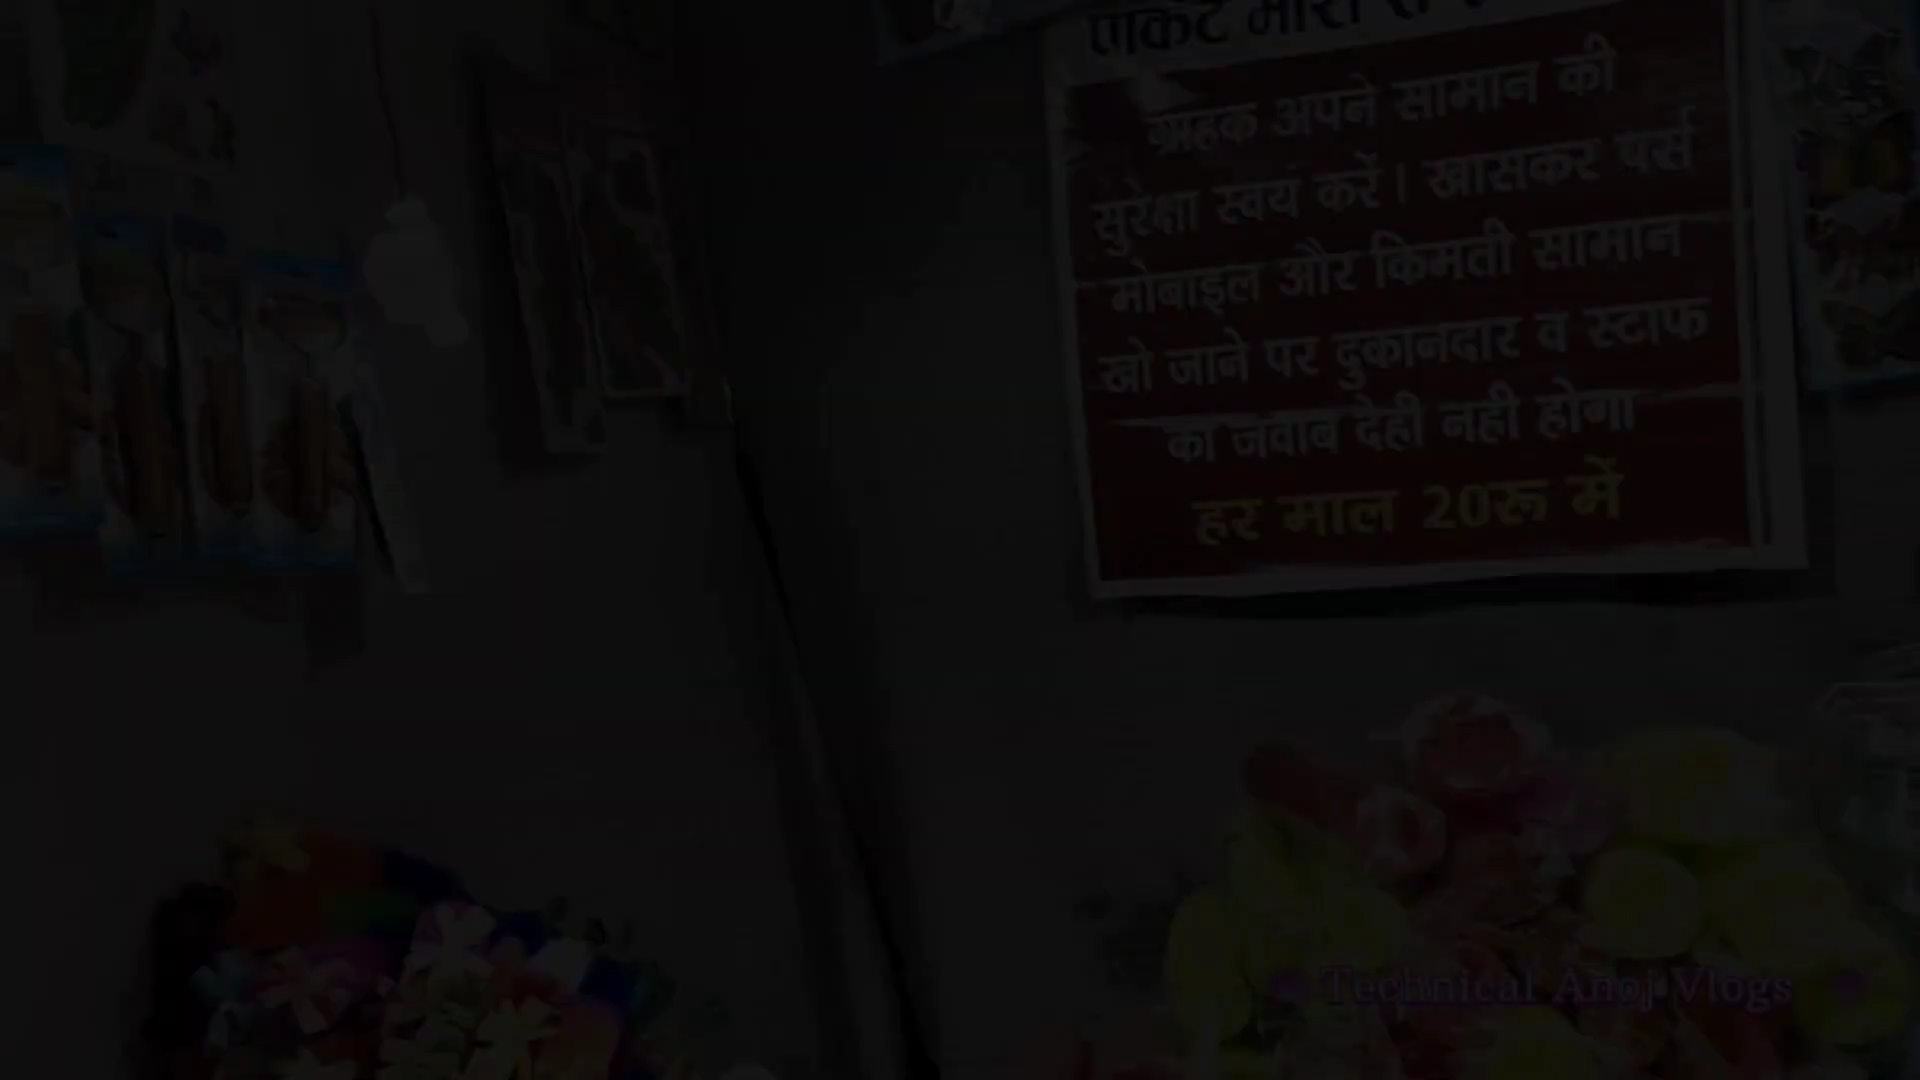 ग्राहक अपने सामान की
सुरक्षा स्वयं करें। खासकर पर्स
मोबाइल और किमती सामान
खो जाने पर दुकानदार व स्टाफ
का जवाब देही नही होगा
हर माल 20रू में
Technical Anoj Vlogs